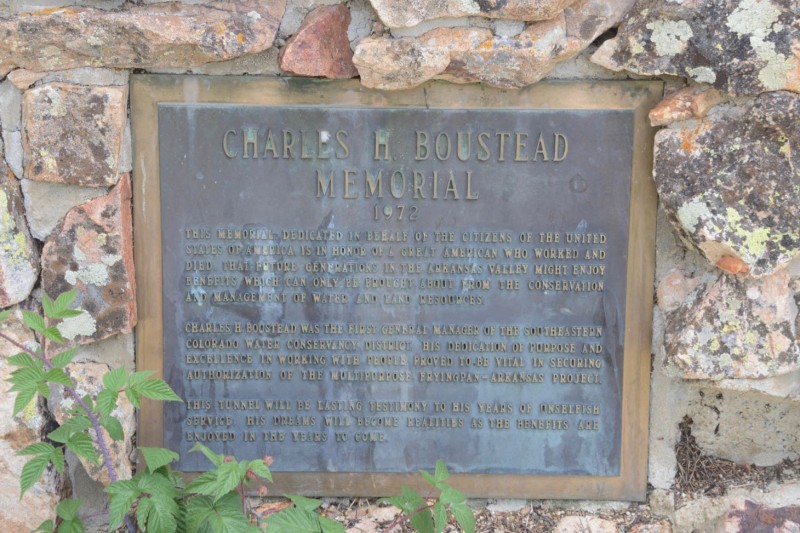 CHARLES H. BOUSTEAD
MEMORIAL
1972
THIS MEMORIAL, DEDICATED IN BEHALF OF THE CITIZENS OF THE UNITED
STATES OF AMERICA, IS IN HONOR OF A GREAT AMERICAN WHO WORKED AND
DIED, THAT FUTURE GENERATIONS IN THE ARKANSAS VALLEY MIGHT ENJOY
BENEFITS WHICH CAN ONLY BE BROUGHT ABOUT FROM THE CONSERVATION
AND MANAGEMENT OF WATER AND LAND RESOURCES.
CHARLES H BOUSTEAD WAS THE FIRST GENERAL MANAGER OF THE SOUTHEASTERN
COLORADO WATER CONSERVANCY DISTRICT. HIS DEDICATION OF PURPOSE AND
EXCELLENCE IN WORKING WITH PEOPLE PROVED TO BE VITAL IN SECURING
AUTHORIZATION OF THE MULTIPURPOSE FRYINGPAN-ARKANSAS PROJECT.
THIS TUNNEL WILL BE LASTING TESTIMONY TO HIS YEARS OF UNSELFISH
SERVICE. HIS DREAMS WILL BECOME REALITIES AS THE BENEFITS ARE
ENJOYED IN THE YEARS TO COME.